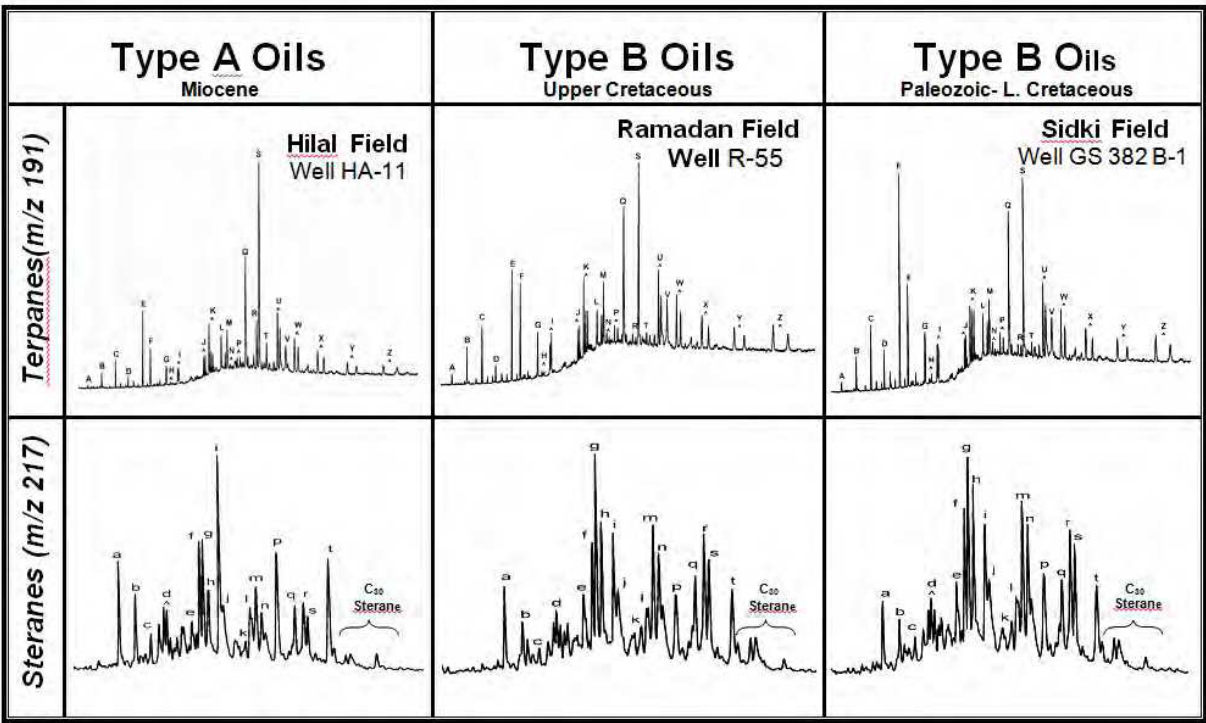 Type A Oils
Miocene
Type B Oils
Upper Cretaceous
Type B Oils
Paleozoic- L. Cretaceous
Terpanes(m/z 191)
Hilal Field
Well HA-11
A B C D E F G H I J K L M N P Q R S T U V W X Y Z
Ramadan Field
Well R-55
A B C D E F G H I J K L M N P Q R S T U V W X Y Z
Sidki Field
Well GS 382 B-1
A B C D G H I J K L M N P Q R S T U V W X Y Z
Steranes (m/z 217)
a b c d e f g h i j k l m n p q r s t
C30
Sterane
a b c d e f g h i j k l m n p q r s t
C30
Sterane
a b c d e f g h i j k l m n p q r s t
C30
Sterane